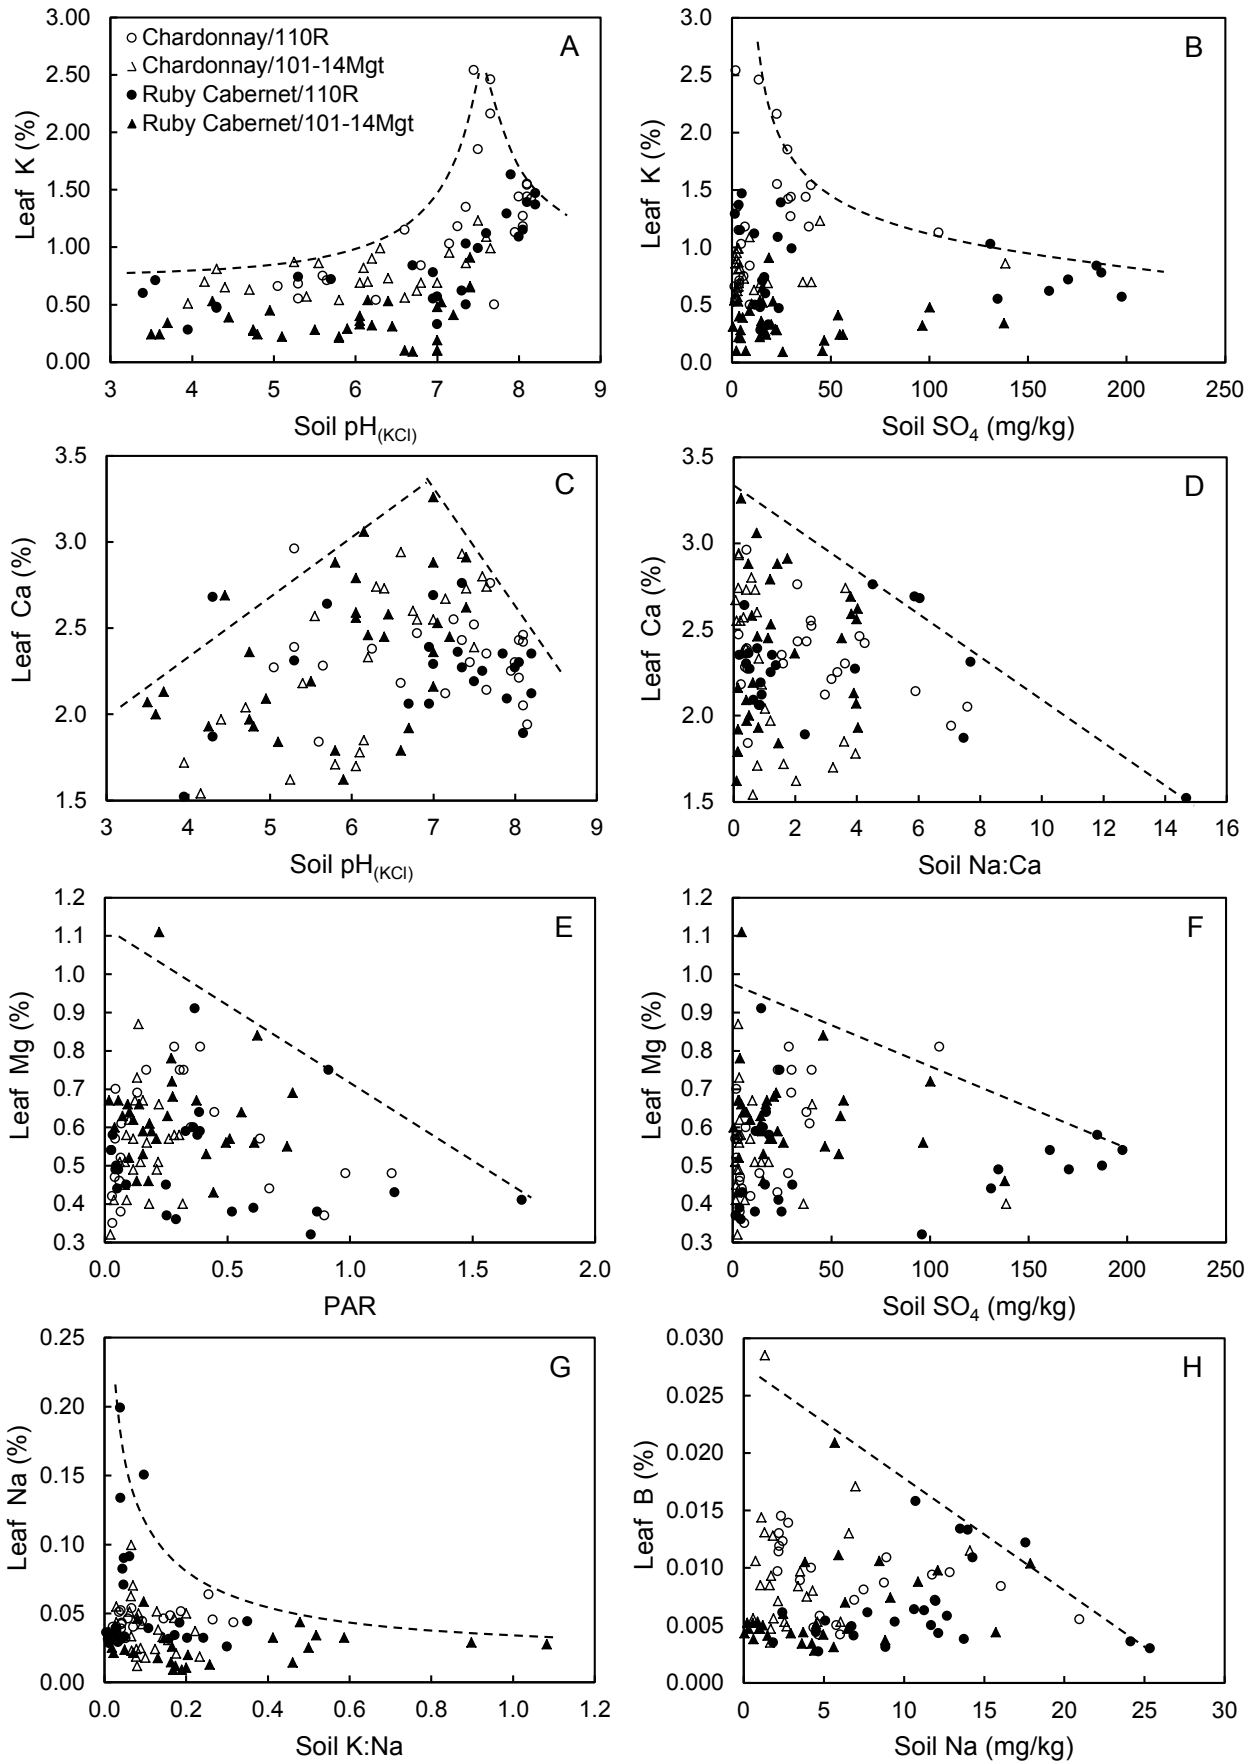 3.00
2.50
2.00
1.50
1.00
0.50
0.00
Leaf K (%)
○ Chardonnay/110R
△ Chardonnay/101-14Mgt
● Ruby Cabernet/110R
▲ Ruby Cabernet/101-14Mgt
A
3 4 5 6 7 8 9
Soil pH(KCl)
3.0
2.5
2.0
1.5
1.0
0.5
0.0
Leaf K (%)
B
0 50 100 150 200 250
Soil SO4 (mg/kg)
3.5
3.0
2.5
2.0
1.5
Leaf Ca (%)
C
3 4 5 6 7 8 9
Soil pH(KCl)
3.5
3.0
2.5
2.0
1.5
Leaf Ca (%)
D
0 2 4 6 8 10 12 14 16
Soil Na:Ca
1.2
1.1
1.0
0.9
0.8
0.7
0.6
0.5
0.4
0.3
Leaf Mg (%)
E
0.0 0.5 1.0 1.5 2.0
PAR
1.2
1.1
1.0
0.9
0.8
0.7
0.6
0.5
0.4
0.3
Leaf Mg (%)
F
0 50 100 150 200 250
Soil SO4 (mg/kg)
0.25
0.20
0.15
0.10
0.05
0.00
Leaf Na (%)
G
0.0 0.2 0.4 0.6 0.8 1.0 1.2
Soil K:Na
0.030
0.025
0.020
0.015
0.010
0.005
0.000
Leaf B (%)
H
0 5 10 15 20 25 30
Soil Na (mg/kg)